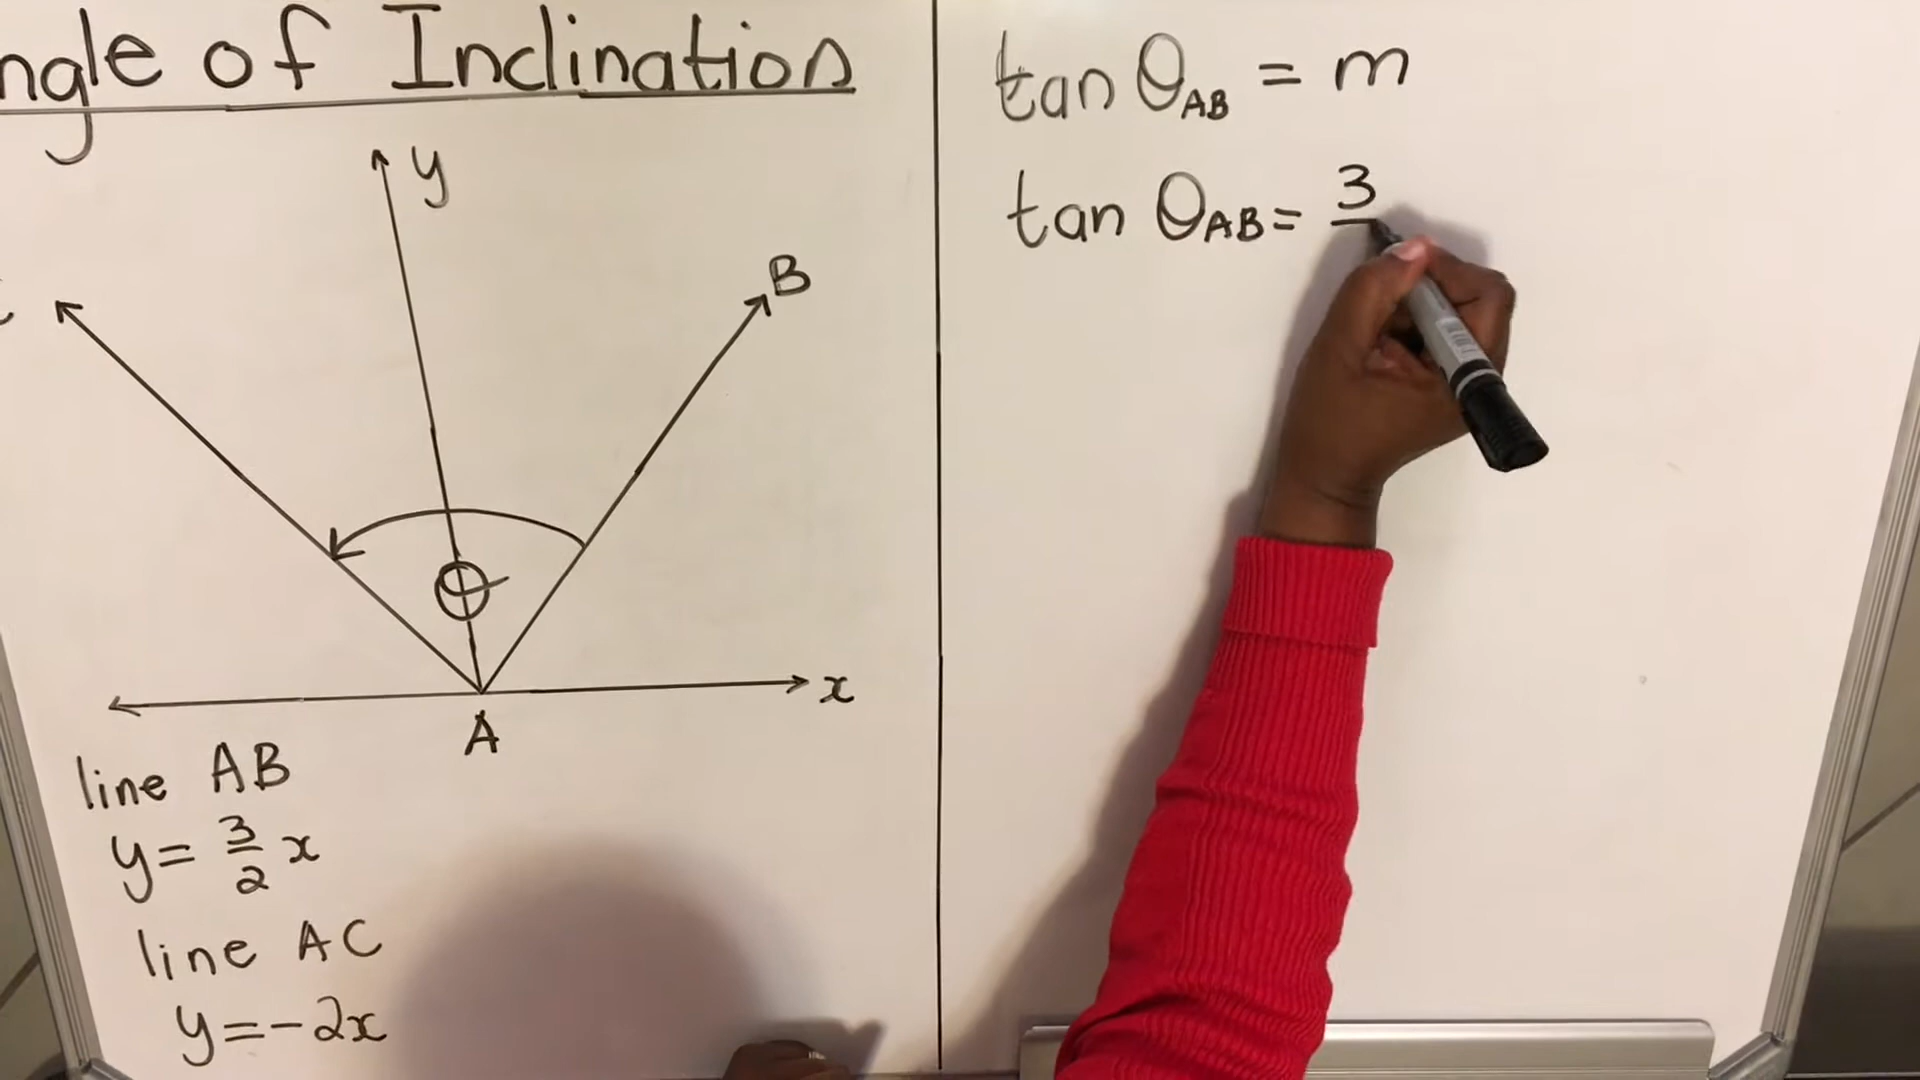 ngle of Inclination
y
B
θ
x
A
line AB
y = 3/2 x
line AC
y = -2x
tan θAB = m
tan θAB = 3